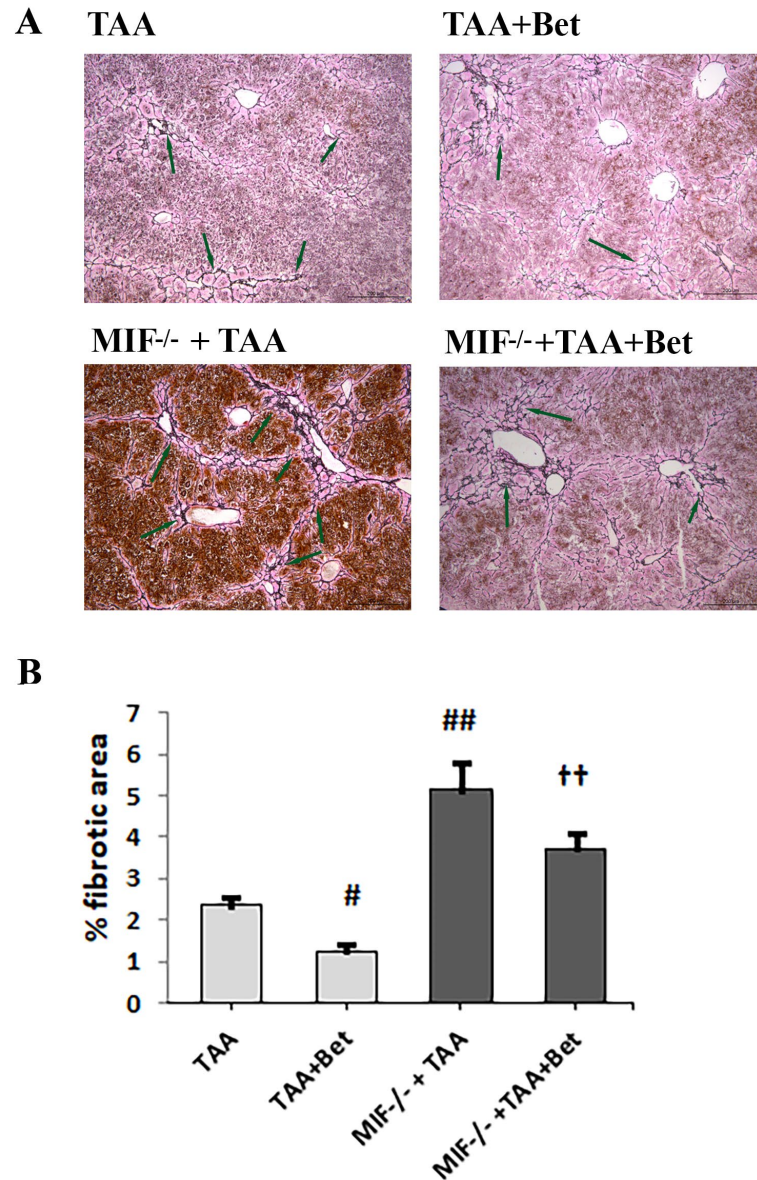 A
TAA
TAA+Bet
MIF-/- + TAA
MIF-/-+TAA+Bet
B
% fibrotic area
7
6
5
4
3
2
1
0
#
##
††
TAA
TAA+Bet
MIF-/- + TAA
MIF-/- +TAA+Bet